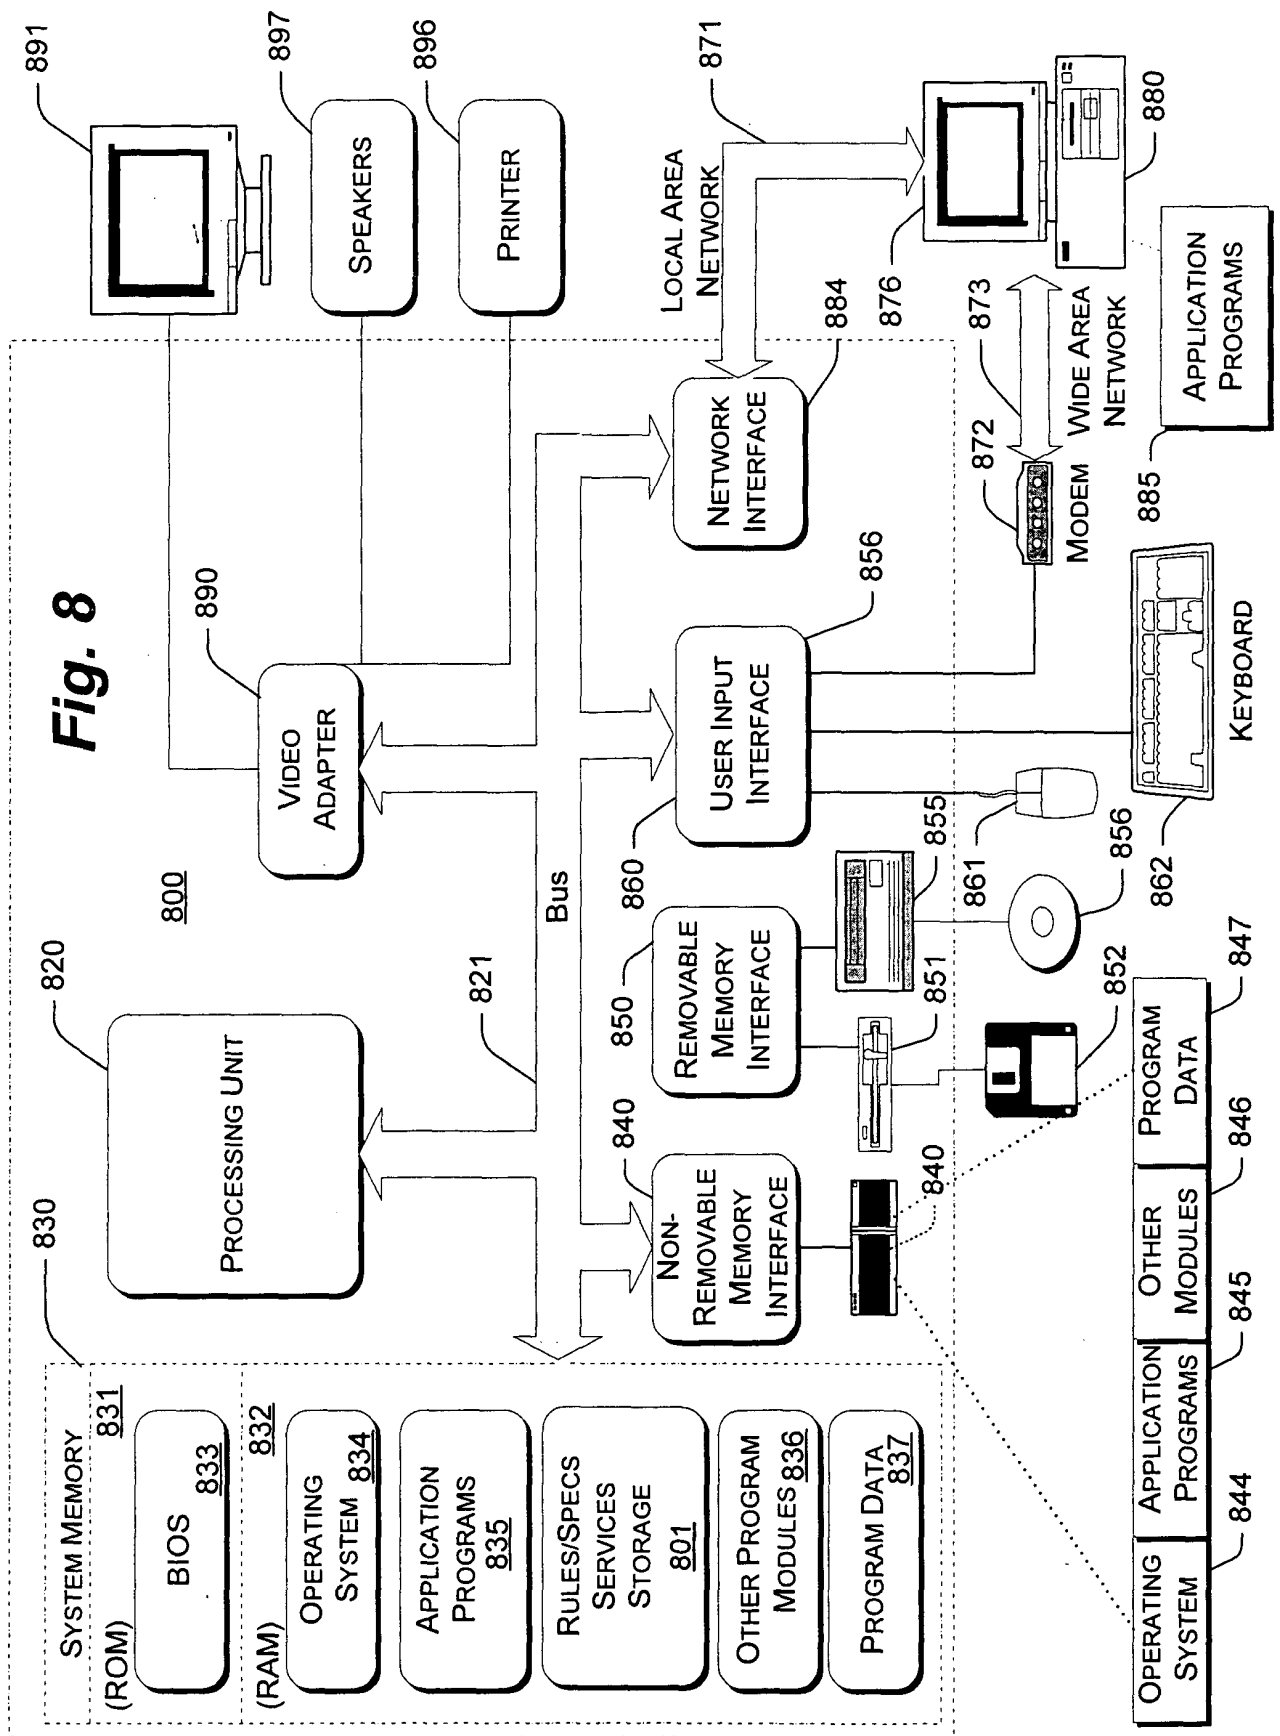 Fig. 8
800
SYSTEM MEMORY
830
(ROM) 831
BIOS
833
(RAM) 832
OPERATING
SYSTEM 834
APPLICATION
PROGRAMS
835
RULES/SPECS
SERVICES
STORAGE
801
OTHER PROGRAM
MODULES 836
PROGRAM DATA
837
820
PROCESSING UNIT
821
Bus
890
VIDEO
ADAPTER
891
897
SPEAKERS
896
PRINTER
840
NON-
REMOVABLE
MEMORY
INTERFACE
850
REMOVABLE
MEMORY
INTERFACE
860
USER INPUT
INTERFACE
856
NETWORK
INTERFACE
884
LOCAL AREA
NETWORK
871
876
880
840
851
855
852
856
861
862
KEYBOARD
872
MODEM
873
WIDE AREA
NETWORK
885
APPLICATION
PROGRAMS
OPERATING
SYSTEM
844
APPLICATION
PROGRAMS
845
OTHER
MODULES
846
PROGRAM
DATA
847